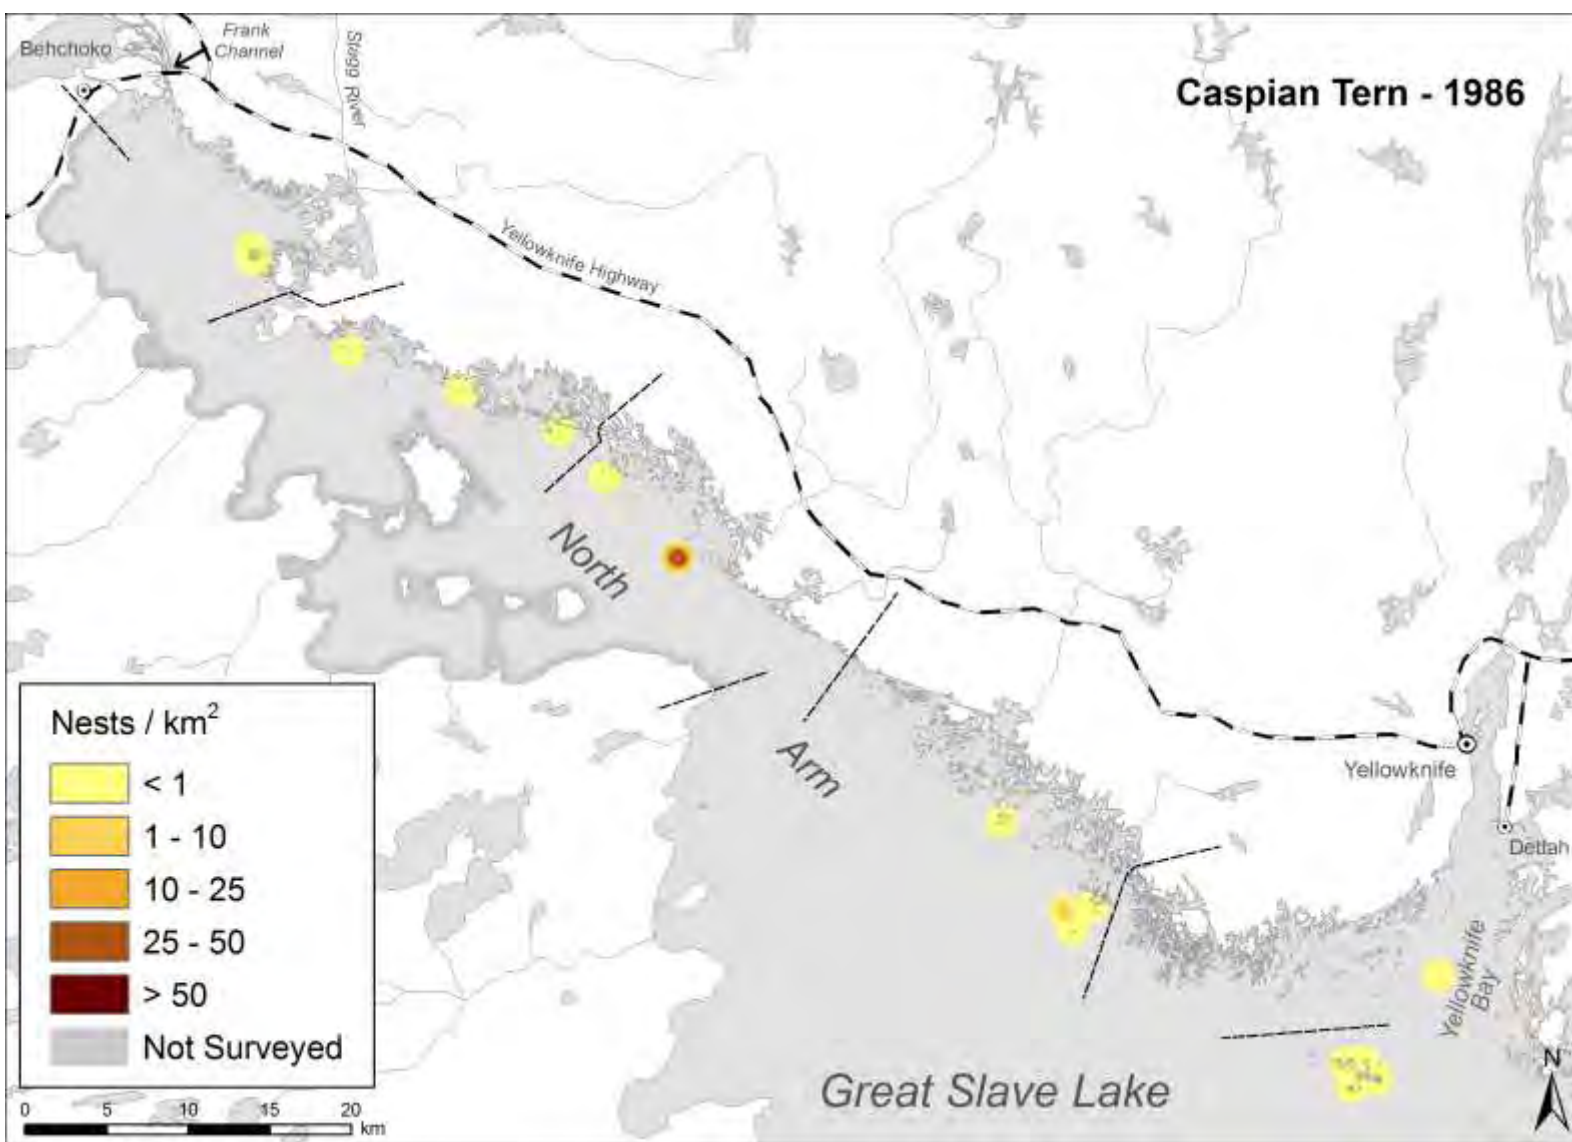 Behchoko
Frank
Channel
Stagg River
Caspian Tern - 1986
Yellowknife Highway
North
Arm
Yellowknife
Dettah
Yellowknife
Bay
Great Slave Lake
N
Nests / km²
< 1
1 - 10
10 - 25
25 - 50
> 50
Not Surveyed
0 5 10 15 20
km